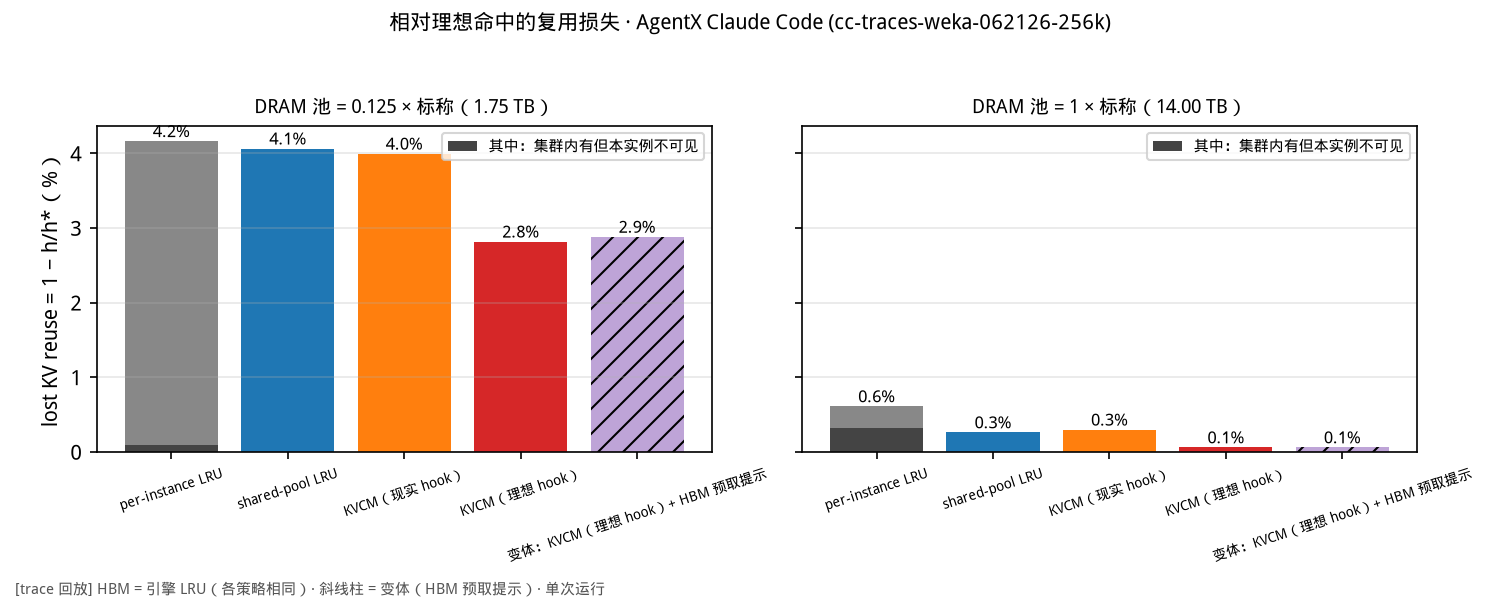 相对理想命中的复用损失 · AgentX Claude Code (cc-traces-weka-062126-256k)
DRAM 池 = 0.125 × 标称（1.75 TB）
lost KV reuse = 1 − h/h*（%）
4
3
2
1
0
4.2%
4.1%
4.0%
2.8%
2.9%
其中：集群内有但本实例不可见
per-instance LRU
shared-pool LRU
KVCM（现实 hook）
KVCM（理想 hook）
变体：KVCM（理想 hook）+ HBM 预取提示
DRAM 池 = 1 × 标称（14.00 TB）
其中：集群内有但本实例不可见
0.6%
0.3%
0.3%
0.1%
0.1%
per-instance LRU
shared-pool LRU
KVCM（现实 hook）
KVCM（理想 hook）
变体：KVCM（理想 hook）+ HBM 预取提示
[trace 回放] HBM = 引擎 LRU（各策略相同）· 斜线柱 = 变体（HBM 预取提示）· 单次运行